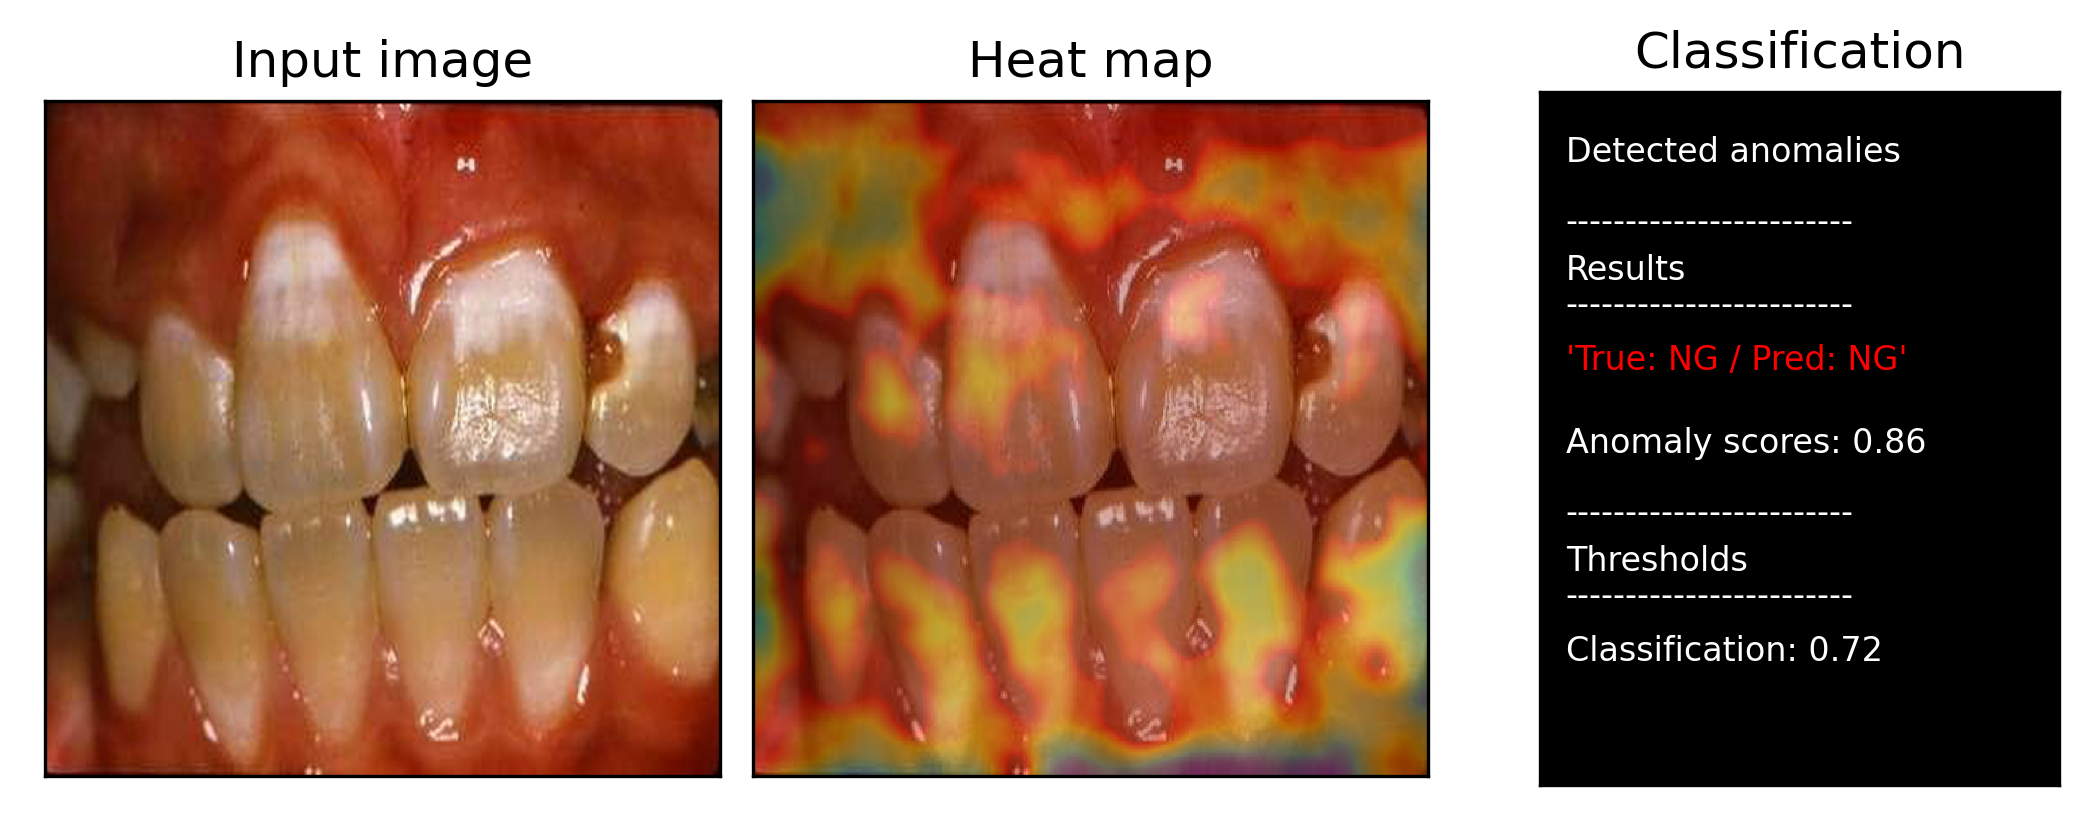 Input image
Heat map
Classification
Detected anomalies
------------------------
Results
------------------------
'True: NG / Pred: NG'
Anomaly scores: 0.86
------------------------
Thresholds
------------------------
Classification: 0.72